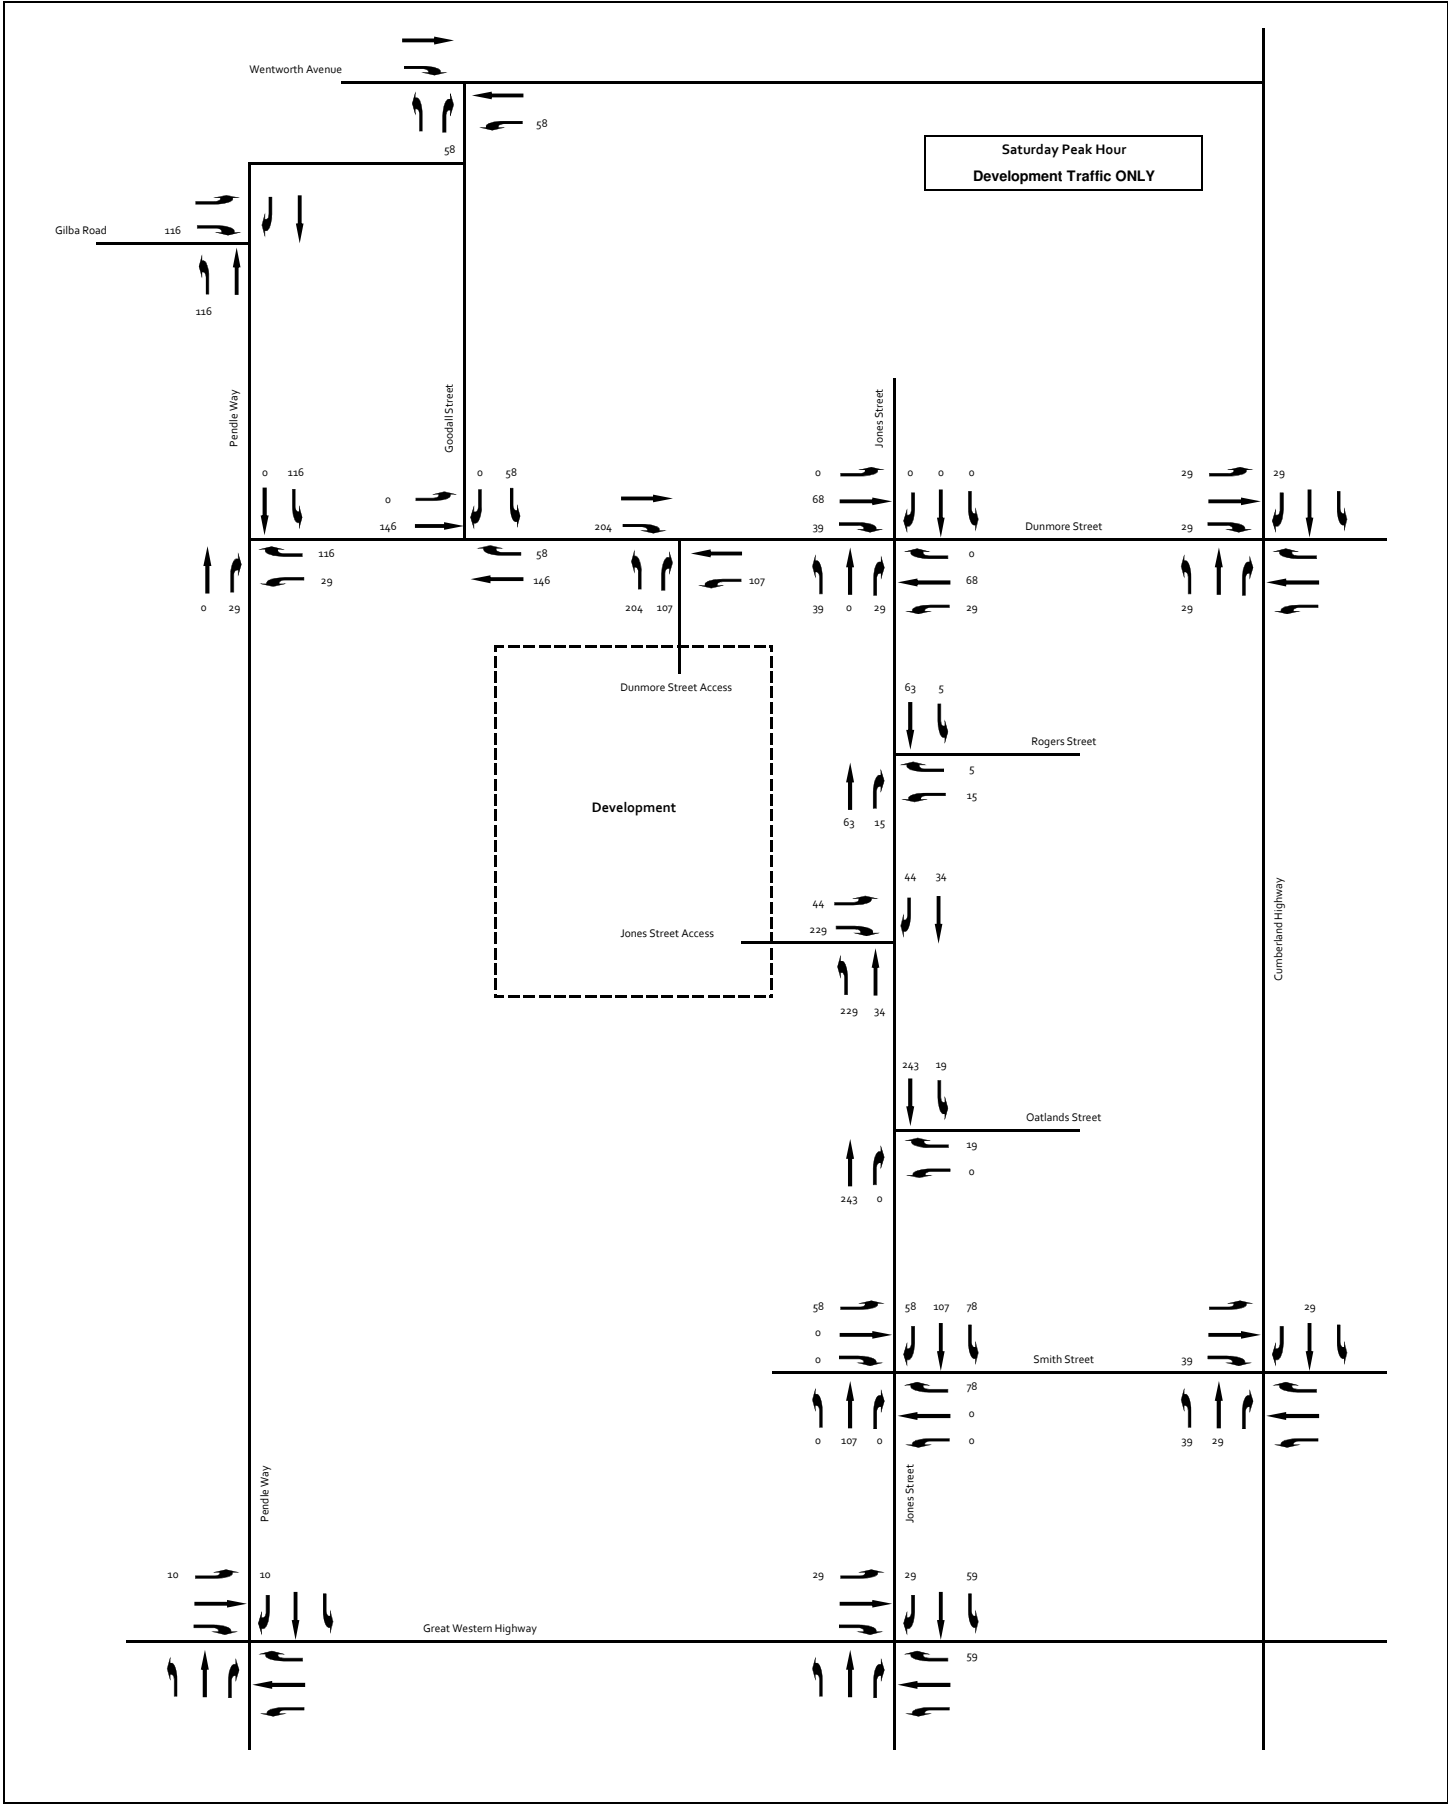 Wentworth Avenue
58
58
Saturday Peak Hour
Development Traffic ONLY
Gilba Road 116
116
Pendle Way
Goodall Street
Jones Street
0 116 0 58 0 0 0 0 29 29
0 68
146 204 39 Dunmore Street 29
116 58 0
29 146 107 68
0 29 204 107 39 0 29 29 29
Dunmore Street Access
63 5
Rogers Street
5
15
Development
63 15
44 34
44
229
Jones Street Access
Cumberland Highway
229 34
243 19
Oatlands Street
19
0
243 0
58 58 107 78 29
0
0 Smith Street 39
78
0
0 107 0 0 39 29
Pendle Way
Jones Street
10 10 29 29 59
Great Western Highway
59